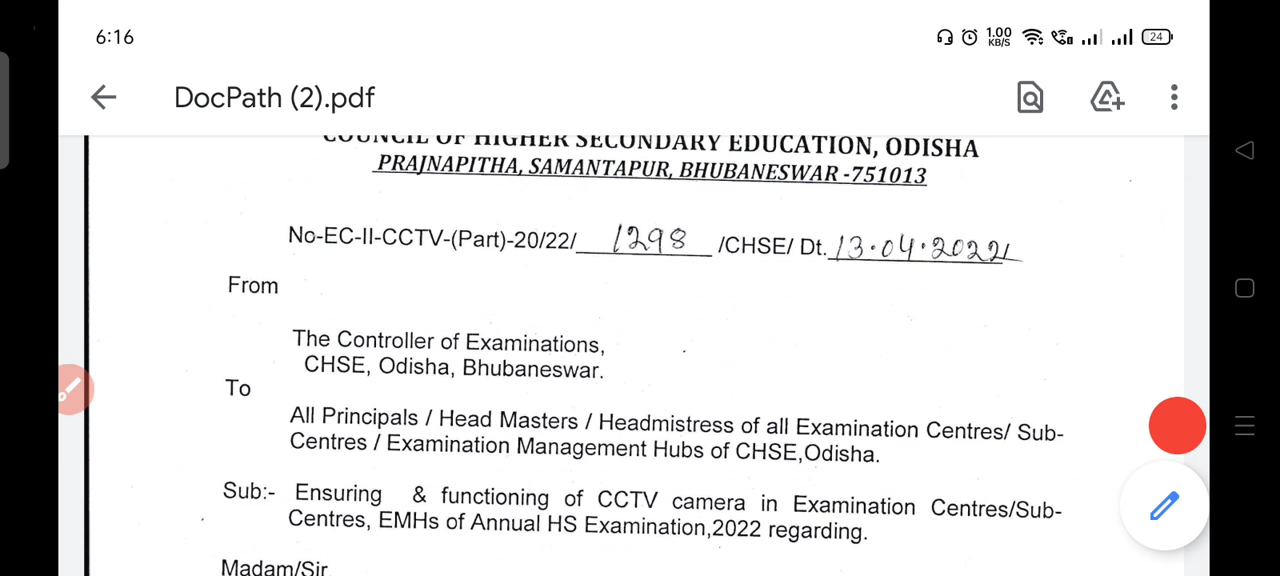 6:16
1.00
KB/S
24
DocPath (2).pdf
COUNCIL OF HIGHER SECONDARY EDUCATION, ODISHA
PRAJNAPITHA, SAMANTAPUR, BHUBANESWAR -751013
No-EC-II-CCTV-(Part)-20/22/ 1298 /CHSE/ Dt. 13.04.2022
From
The Controller of Examinations,
CHSE, Odisha, Bhubaneswar.
To
All Principals / Head Masters / Headmistress of all Examination Centres/ Sub-
Centres / Examination Management Hubs of CHSE,Odisha.
Sub:- Ensuring & functioning of CCTV camera in Examination Centres/Sub-
Centres, EMHs of Annual HS Examination,2022 regarding.
Madam/Sir